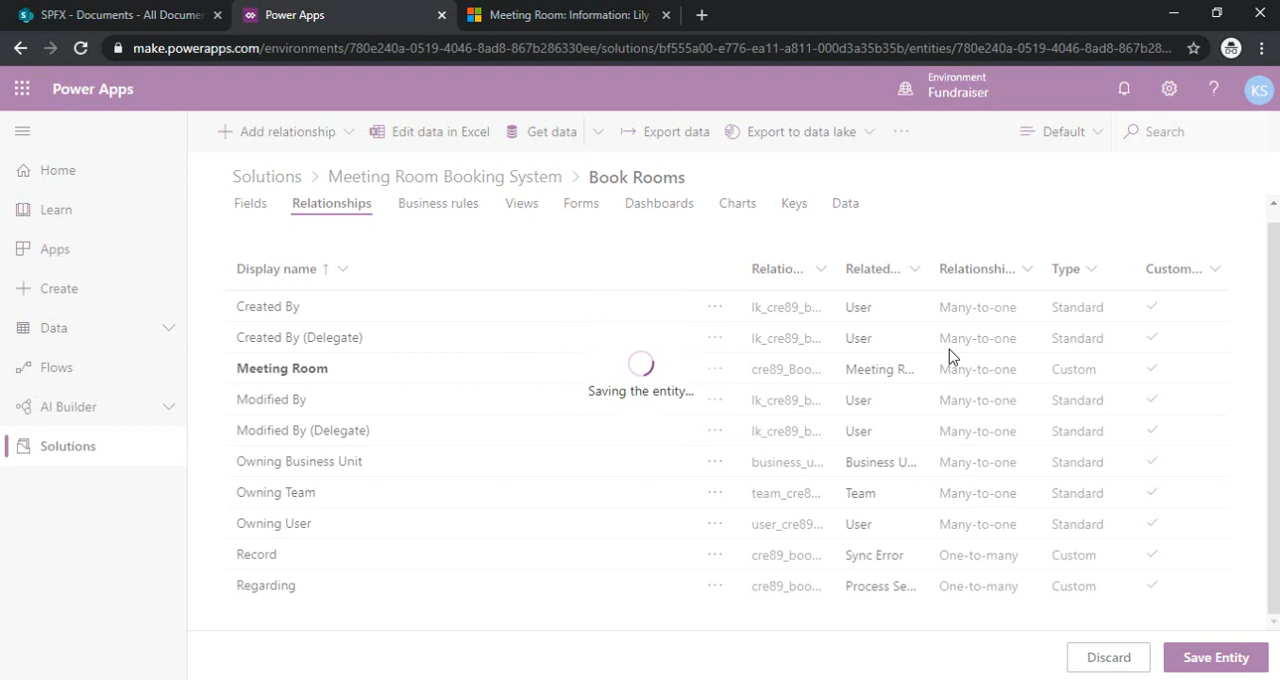 SPFX - Documents - All Documen
Power Apps
Meeting Room: Information: Lily
make.powerapps.com/environments/780e240a-0519-4046-8ad8-867b286330ee/solutions/bf555a00-e776-ea11-a811-000d3a35b35b/entities/780e240a-0519-4046-8ad8-867b28...
Power Apps
Environment
Fundraiser
KS
Add relationship
Edit data in Excel
Get data
Export data
Export to data lake
Default
Search
Home
Learn
Apps
Create
Data
Flows
AI Builder
Solutions
Solutions > Meeting Room Booking System > Book Rooms
Fields Relationships Business rules Views Forms Dashboards Charts Keys Data
Display name ↑ Relatio... Related... Relationshi... Type Custom...
Created By ... lk_cre89_b... User Many-to-one Standard
Created By (Delegate) ... lk_cre89_b... User Many-to-one Standard
Meeting Room ... cre89_Boo... Meeting R... Many-to-one Custom
Saving the entity...
Modified By ... lk_cre89_b... User Many-to-one Standard
Modified By (Delegate) ... lk_cre89_b... User Many-to-one Standard
Owning Business Unit ... business_u... Business U... Many-to-one Standard
Owning Team ... team_cre8... Team Many-to-one Standard
Owning User ... user_cre89... User Many-to-one Standard
Record ... cre89_boo... Sync Error One-to-many Custom
Regarding ... cre89_boo... Process Se... One-to-many Custom
Discard
Save Entity